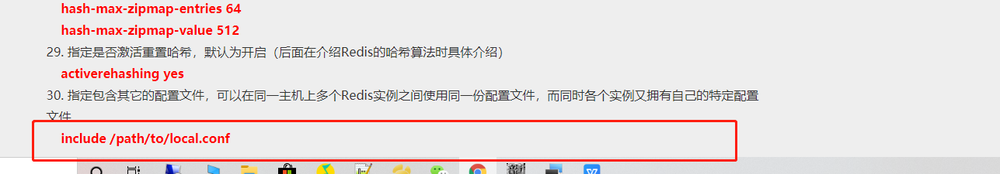 hash-max-zipmap-entries 64
hash-max-zipmap-value 512
29. 指定是否激活重置哈希，默认为开启（后面在介绍Redis的哈希算法时具体介绍）
activerehashing yes
30. 指定包含其它的配置文件，可以在同一主机上多个Redis实例之间使用同一份配置文件，而同时各个实例又拥有自己的特定配置
文件
include /path/to/local.conf